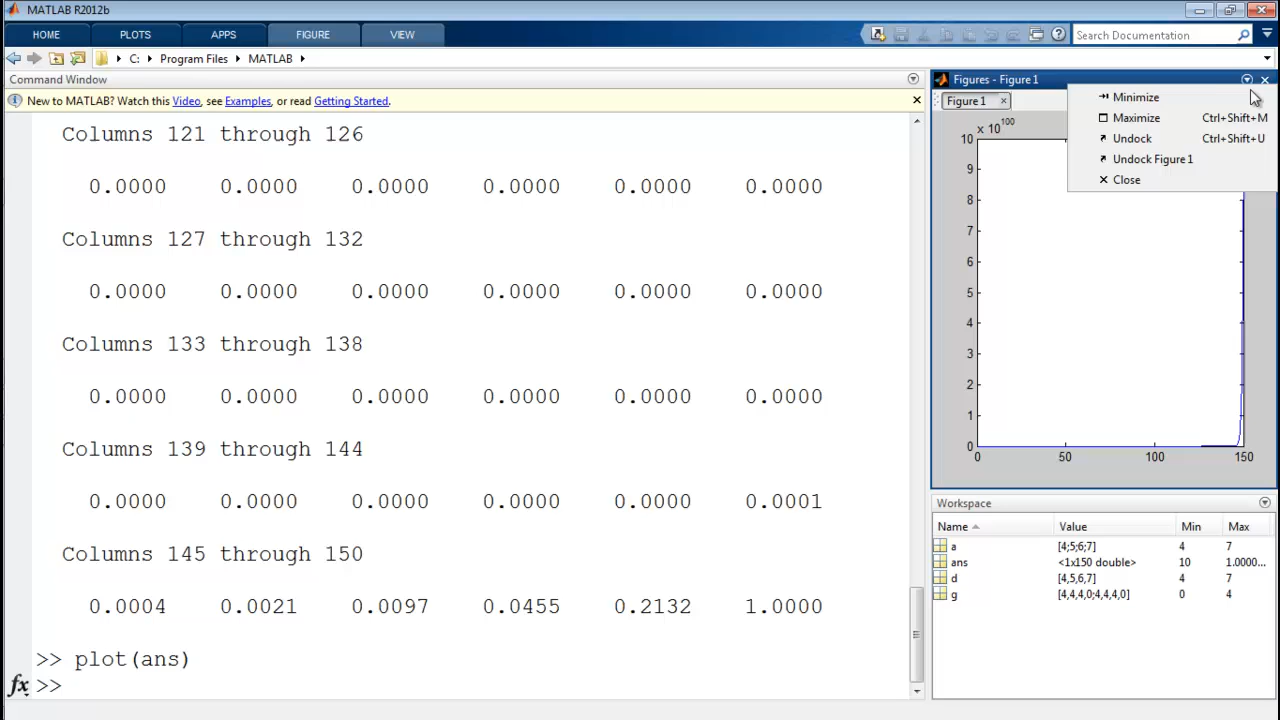 MATLAB R2012b
HOME PLOTS APPS FIGURE VIEW
Search Documentation
C: Program Files MATLAB
Command Window
New to MATLAB? Watch this Video, see Examples, or read Getting Started.
Columns 121 through 126
0.0000 0.0000 0.0000 0.0000 0.0000 0.0000
Columns 127 through 132
0.0000 0.0000 0.0000 0.0000 0.0000 0.0000
Columns 133 through 138
0.0000 0.0000 0.0000 0.0000 0.0000 0.0000
Columns 139 through 144
0.0000 0.0000 0.0000 0.0000 0.0000 0.0001
Columns 145 through 150
0.0004 0.0021 0.0097 0.0455 0.2132 1.0000
>> plot(ans)
fx >>
Figures - Figure 1
Figure 1
Minimize
Maximize Ctrl+Shift+M
Undock Ctrl+Shift+U
Undock Figure 1
Close
x 10^100
10
9
8
7
6
5
4
3
2
1
0
0 50 100 150
Workspace
Name Value Min Max
a [4;5;6;7] 4 7
ans <1x150 double> 10 1.0000...
d [4,5,6,7] 4 7
g [4,4,4,0;4,4,4,0] 0 4